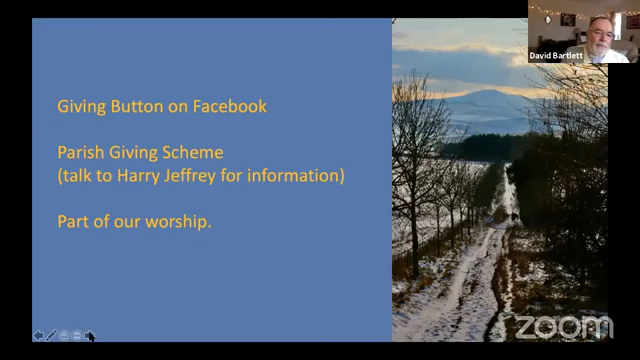 David Bartlett
Giving Button on Facebook
Parish Giving Scheme
(talk to Harry Jeffrey for information)
Part of our worship.
zoom